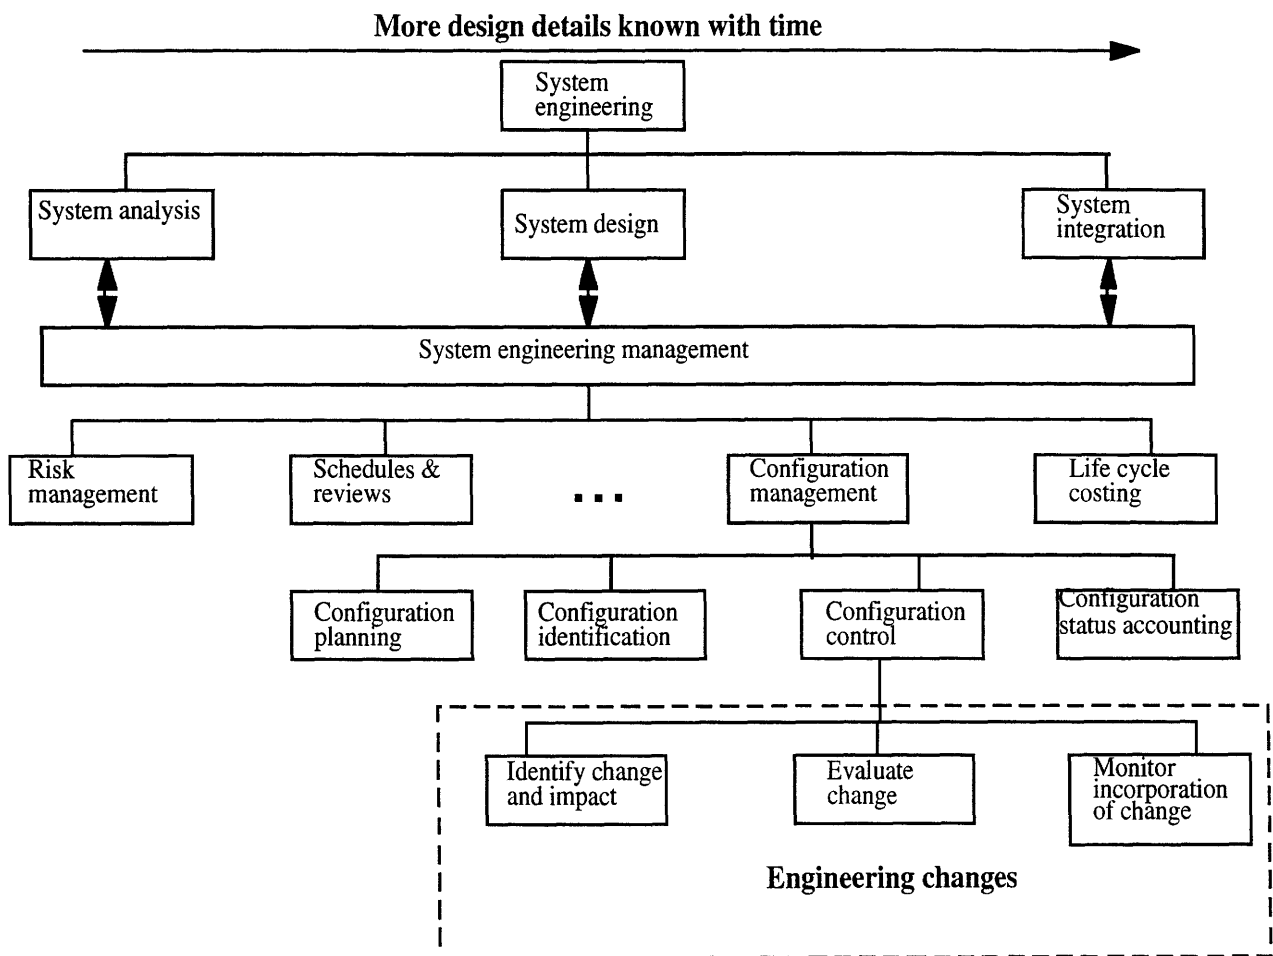 More design details known with time
System
engineering
System analysis
System design
System
integration
System engineering management
Risk
management
Schedules &
reviews
...
Configuration
management
Life cycle
costing
Configuration
planning
Configuration
identification
Configuration
control
Configuration
status accounting
Identify change
and impact
Evaluate
change
Monitor
incorporation
of change
Engineering changes